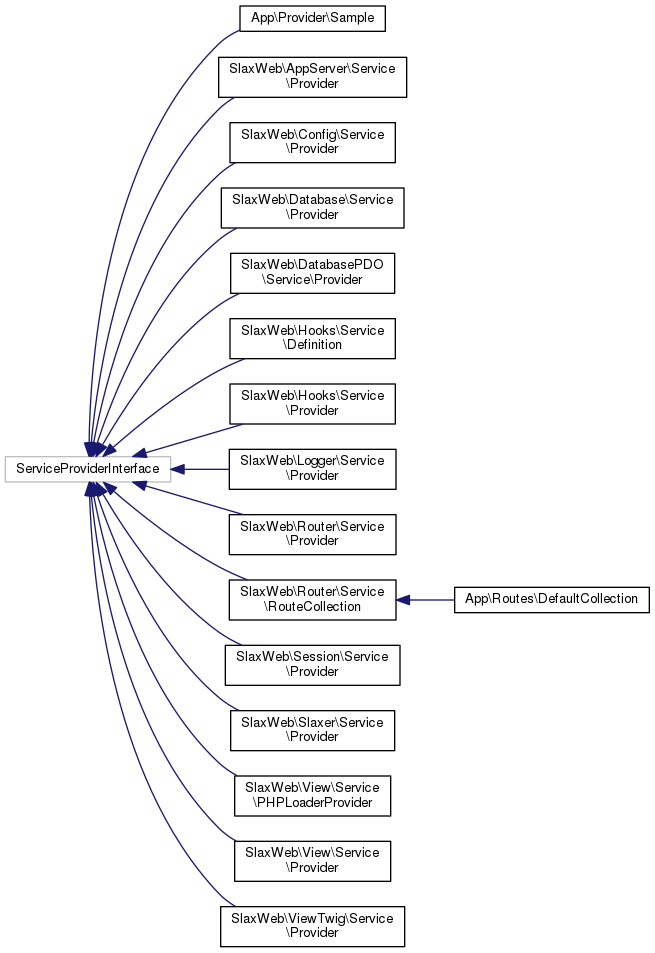 App\Provider\Sample
SlaxWeb\AppServer\Service
\Provider
SlaxWeb\Config\Service
\Provider
SlaxWeb\Database\Service
\Provider
SlaxWeb\DatabasePDO
\Service\Provider
SlaxWeb\Hooks\Service
\Definition
SlaxWeb\Hooks\Service
\Provider
ServiceProviderInterface
SlaxWeb\Logger\Service
\Provider
SlaxWeb\Router\Service
\Provider
SlaxWeb\Router\Service
\RouteCollection
App\Routes\DefaultCollection
SlaxWeb\Session\Service
\Provider
SlaxWeb\Slaxer\Service
\Provider
SlaxWeb\View\Service
\PHPLoaderProvider
SlaxWeb\View\Service
\Provider
SlaxWeb\ViewTwig\Service
\Provider